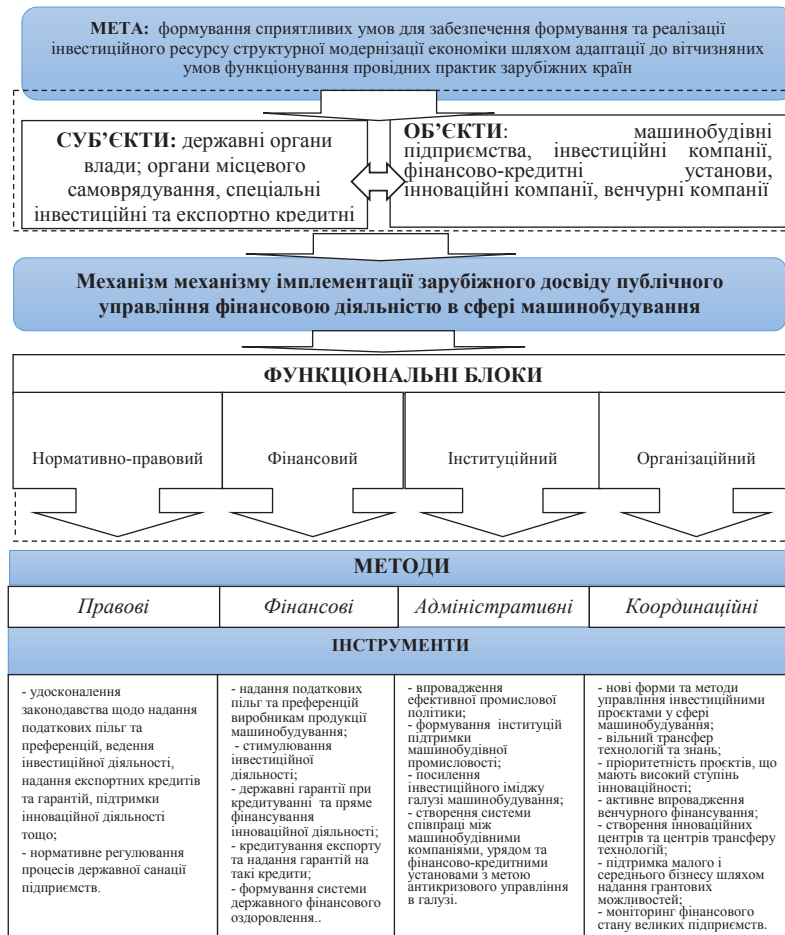 МЕТА: формування сприятливих умов для забезпечення формування та реалізації
інвестиційного ресурсу структурної модернізації економіки шляхом адаптації до вітчизняних
умов функціонування провідних практик зарубіжних країн
СУБ'ЄКТИ: державні органи
влади; органи місцевого
самоврядування, спеціальні
інвестиційні та експортно кредитні
ОБ'ЄКТИ: машинобудівні
підприємства, інвестиційні компанії,
фінансово-кредитні установи,
інноваційні компанії, венчурні компанії
Механізм механізму імплементації зарубіжного досвіду публічного
управління фінансовою діяльністю в сфері машинобудування
ФУНКЦІОНАЛЬНІ БЛОКИ
Нормативно-правовий
Фінансовий
Інституційний
Організаційний
МЕТОДИ
Правові
Фінансові
Адміністративні
Координаційні
ІНСТРУМЕНТИ
- удосконалення
законодавства щодо надання
податкових пільг та
преференцій, ведення
інвестиційної діяльності,
надання експортних кредитів
та гарантій, підтримки
інноваційної діяльності
тощо;
- нормативне регулювання
процесів державної санації
підприємств.
- надання податкових
пільг та преференцій
виробникам продукції
машинобудування;
- стимулювання
інвестиційної
діяльності;
- державні гарантії при
кредитуванні та пряме
фінансування
інноваційної діяльності;
- кредитування експорту
та надання гарантій на
такі кредити;
- формування системи
державного фінансового
оздоровлення..
- впровадження
ефективної промислової
політики;
- формування інституцій
підтримки
машинобудівної
промисловості;
- посилення
інвестиційного іміджу
галузі машинобудування;
- створення системи
співпраці між
машинобудівними
компаніями, урядом та
фінансово-кредитними
установами з метою
антикризового управління
в галузі.
- нові форми та методи
управління інвестиційними
проєктами у сфері
машинобудування;
- вільний трансфер
технологій та знань;
- пріоритетність проєктів, що
мають високий ступінь
інноваційності;
- активне впровадження
венчурного фінансування;
- створення інноваційних
центрів та центрів трансферу
технологій;
- підтримка малого і
середнього бізнесу шляхом
надання грантових
можливостей;
- моніторинг фінансового
стану великих підприємств.